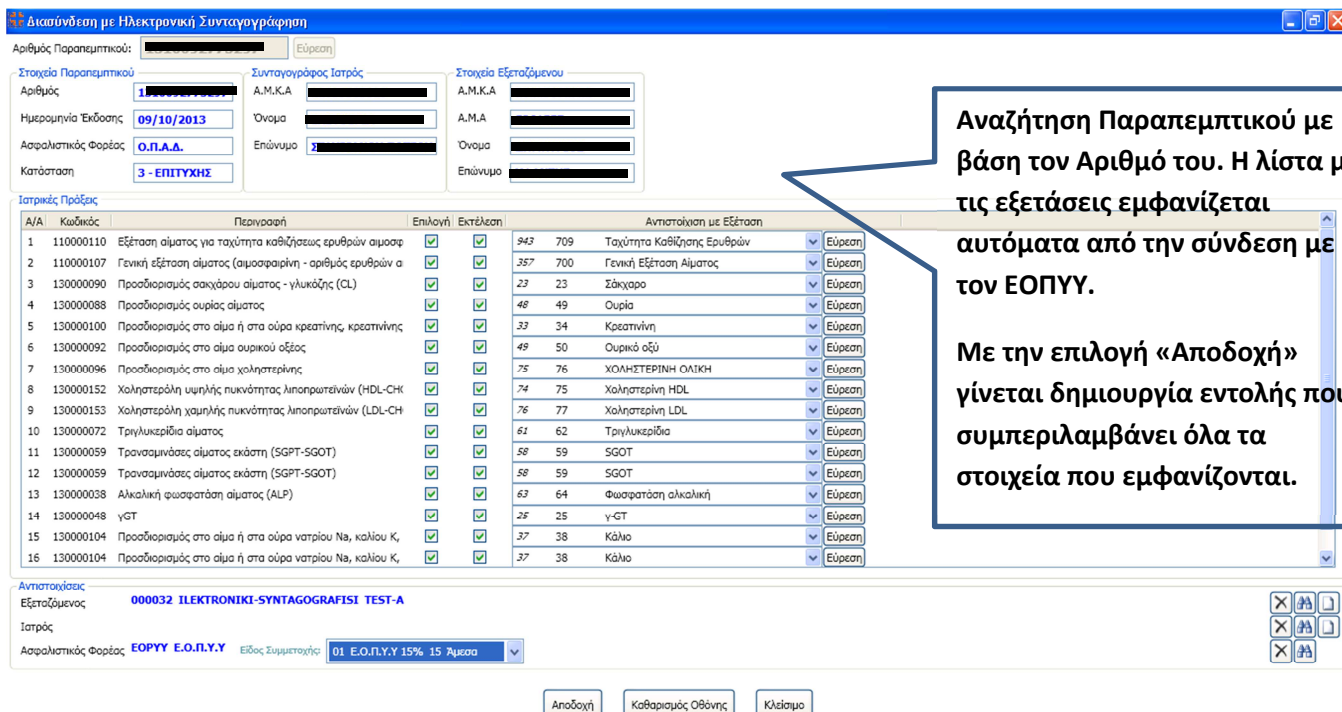 Διασύνδεση με Ηλεκτρονική Συνταγογράφηση
Αριθμός Παραπεμπτικού: Εύρεση
Στοιχεία Παραπεμπτικού
Αριθμός
Ημερομηνία Έκδοσης 09/10/2013
Ασφαλιστικός Φορέας Ο.Π.Α.Δ.
Κατάσταση 3 - ΕΠΙΤΥΧΗΣ
Συνταγογράφος Ιατρός
Α.Μ.Κ.Α
Όνομα
Επώνυμο
Στοιχεία Εξεταζόμενου
Α.Μ.Κ.Α
Α.Μ.Α
Όνομα
Επώνυμο
Αναζήτηση Παραπεμπτικού με
βάση τον Αριθμό του. Η λίστα μ
τις εξετάσεις εμφανίζεται
αυτόματα από την σύνδεση με
τον ΕΟΠΥΥ.
Με την επιλογή «Αποδοχή»
γίνεται δημιουργία εντολής που
συμπεριλαμβάνει όλα τα
στοιχεία που εμφανίζονται.
Ιατρικές Πράξεις
Α/Α Κωδικός Περιγραφή Επιλογή Εκτέλεση Αντιστοίχιση με Εξέταση
1 110000110 Εξέταση αίματος για ταχύτητα καθιζήσεως ερυθρών αιμοσφ 943 709 Ταχύτητα Καθίζησης Ερυθρών Εύρεση
2 110000107 Γενική εξέταση αίματος (αιμοσφαιρίνη - αριθμός ερυθρών α 357 700 Γενική Εξέταση Αίματος Εύρεση
3 130000090 Προσδιορισμός σακχάρου αίματος - γλυκόζης (CL) 23 23 Σάκχαρο Εύρεση
4 130000088 Προσδιορισμός ουρίας αίματος 48 49 Ουρία Εύρεση
5 130000100 Προσδιορισμός στο αίμα ή στα ούρα κρεατίνης, κρεατινίνης 33 34 Κρεατινίνη Εύρεση
6 130000092 Προσδιορισμός στο αίμα ουρικού οξέος 49 50 Ουρικό οξύ Εύρεση
7 130000096 Προσδιορισμός στο αίμα χοληστερίνης 75 76 ΧΟΛΗΣΤΕΡΙΝΗ ΟΛΙΚΗ Εύρεση
8 130000152 Χοληστερόλη υψηλής πυκνότητας λιποπρωτεϊνών (HDL-CH 74 75 Χοληστερίνη HDL Εύρεση
9 130000153 Χοληστερόλη χαμηλής πυκνότητας λιποπρωτεϊνών (LDL-CH 76 77 Χοληστερίνη LDL Εύρεση
10 130000072 Τριγλυκερίδια αίματος 61 62 Τριγλυκερίδια Εύρεση
11 130000059 Τρανσαμινάσες αίματος εκάστη (SGPT-SGOT) 58 59 SGOT Εύρεση
12 130000059 Τρανσαμινάσες αίματος εκάστη (SGPT-SGOT) 58 59 SGOT Εύρεση
13 130000038 Αλκαλική φωσφατάση αίματος (ALP) 63 64 Φωσφατάση αλκαλική Εύρεση
14 130000048 γGT 25 25 γ-GT Εύρεση
15 130000104 Προσδιορισμός στο αίμα ή στα ούρα νατρίου Na, καλίου K, 37 38 Κάλιο Εύρεση
16 130000104 Προσδιορισμός στο αίμα ή στα ούρα νατρίου Na, καλίου K, 37 38 Κάλιο Εύρεση
Αντιστοιχίσεις
Εξεταζόμενος 000032 ILEKTRONIKI-SYNTAGOGRAFISI TEST-A
Ιατρός
Ασφαλιστικός Φορέας EOPYY Ε.Ο.Π.Υ.Υ Είδος Συμμετοχής: 01 Ε.Ο.Π.Υ.Υ 15% 15 Άμεσα
Αποδοχή Καθαρισμός Οθόνης Κλείσιμο